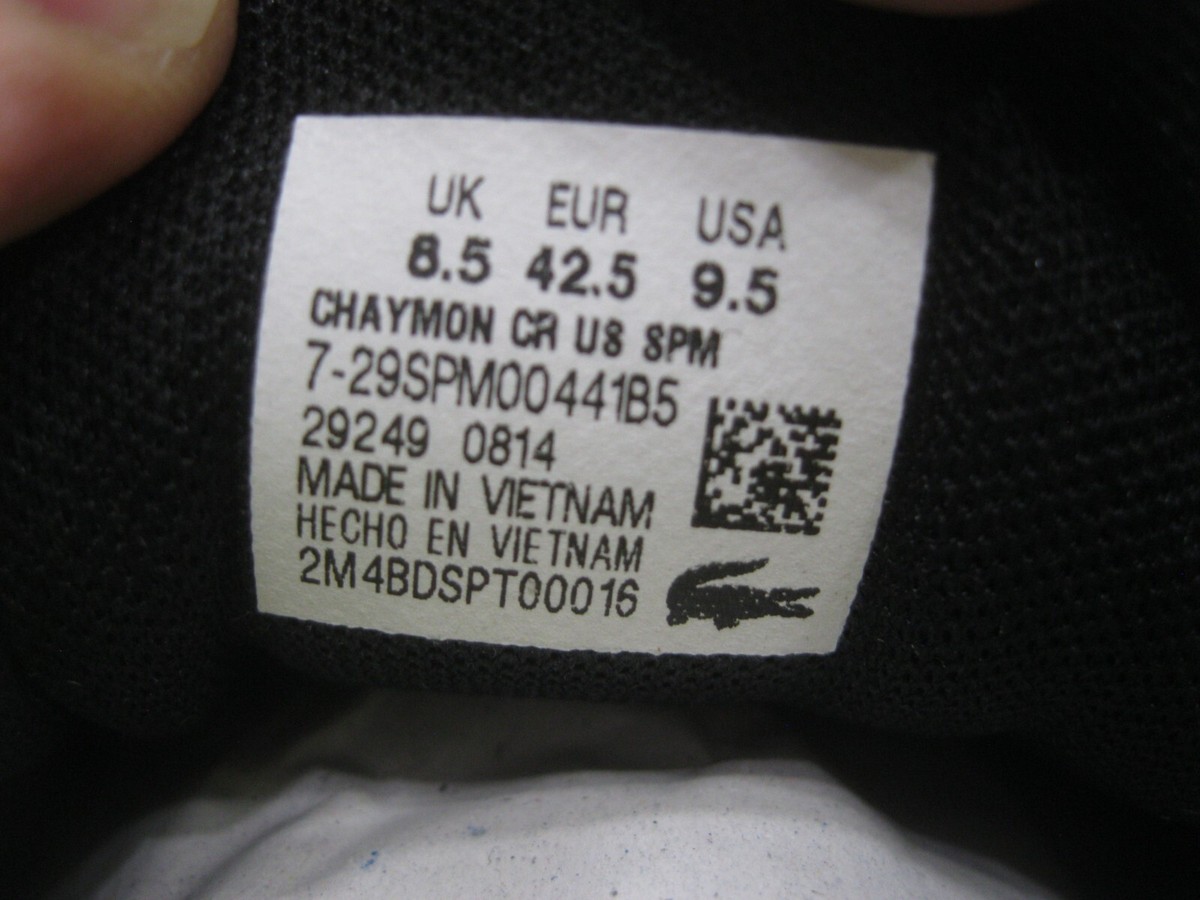 UK EUR USA
8.5 42.5 9.5
CHAYMON CR US SPM
7-29SPM00441B5
29249 0814
MADE IN VIETNAM
HECHO EN VIETNAM
2M4BDSPT00016